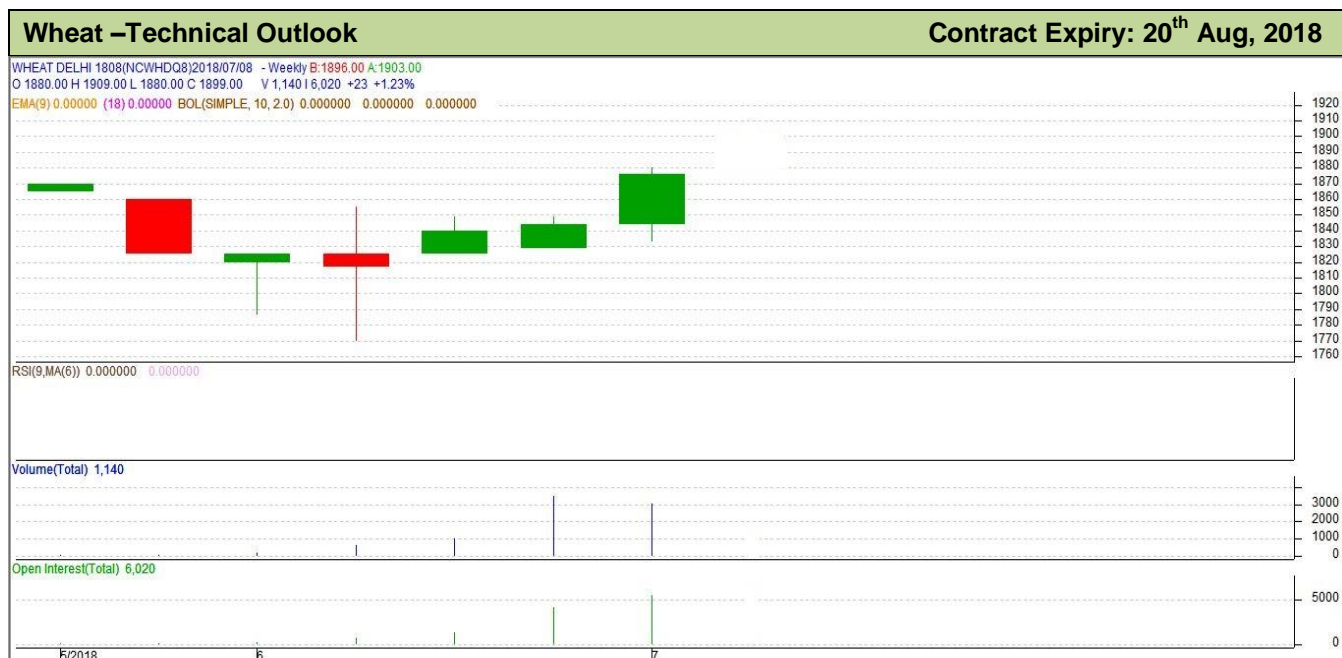 Wheat –Technical Outlook Contract Expiry: 20th Aug, 2018
WHEAT DELHI 1808(NCWHDQ8)2018/07/08 - Weekly B:1896.00 A:1903.00
O 1880.00 H 1909.00 L 1880.00 C 1899.00 V 1,140 I 6,020 +23 +1.23%
EMA(9) 0.00000 (18) 0.00000 BOL(SIMPLE, 10, 2.0) 0.000000 0.000000 0.000000
1920
1910
1900
1890
1880
1870
1860
1850
1840
1830
1820
1810
1800
1790
1780
1770
1760
RSI(9,MA(6)) 0.000000 0.000000
Volume(Total) 1,140
3000
2000
1000
0
Open Interest(Total) 6,020
5000
0
5/2018 6 7